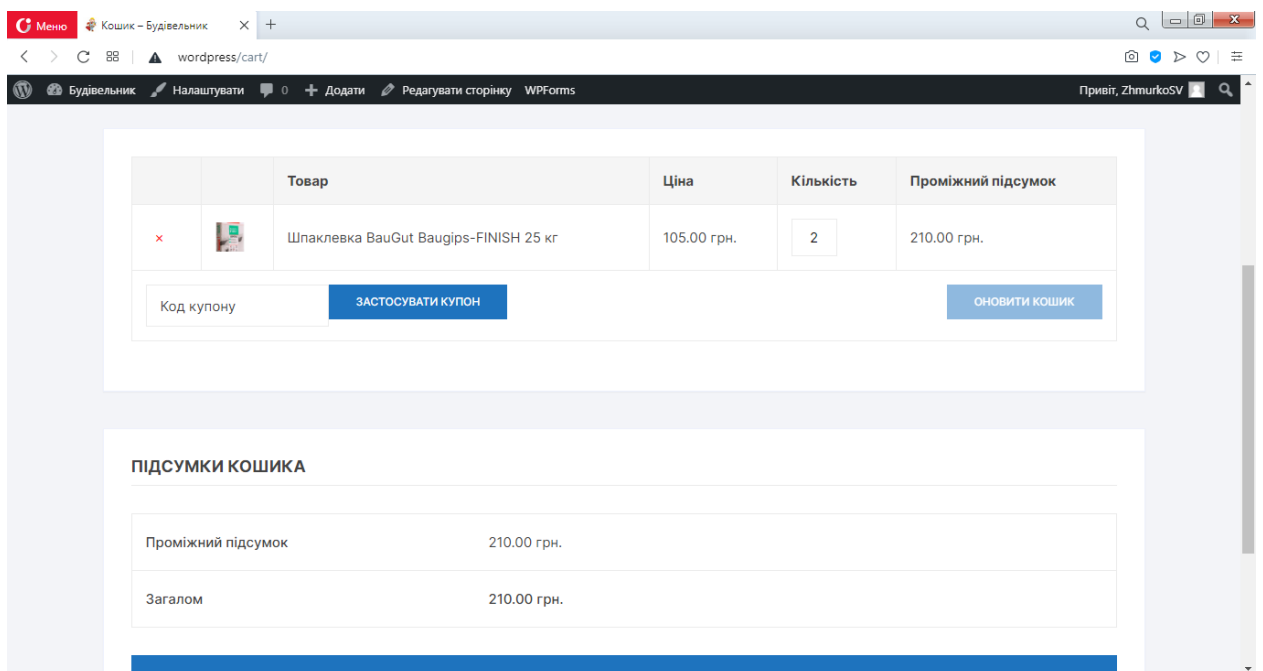 Меню Кошик – Будівельник
wordpress/cart/
Будівельник Налаштувати 0 Додати Редагувати сторінку WPForms Привіт, ZhmurkoSV
Товар Ціна Кількість Проміжний підсумок
× Шпаклевка BauGut Baugips-FINISH 25 кг 105.00 грн. 2 210.00 грн.
Код купону ЗАСТОСУВАТИ КУПОН ОНОВИТИ КОШИК
ПІДСУМКИ КОШИКА
Проміжний підсумок 210.00 грн.
Загалом 210.00 грн.